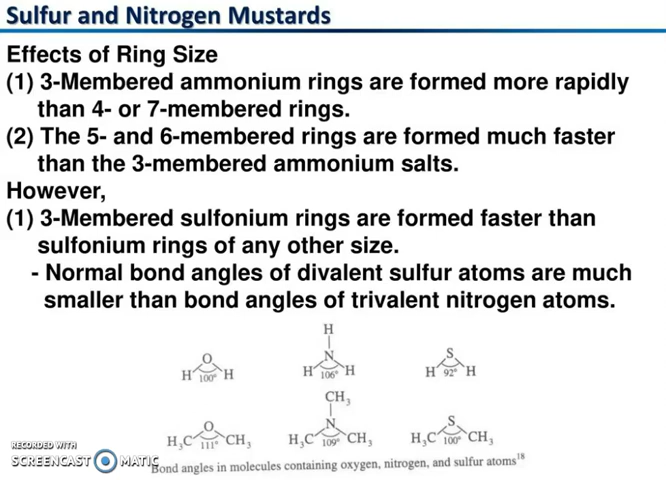 Sulfur and Nitrogen Mustards
Effects of Ring Size
(1) 3-Membered ammonium rings are formed more rapidly
than 4- or 7-membered rings.
(2) The 5- and 6-membered rings are formed much faster
than the 3-membered ammonium salts.
However,
(1) 3-Membered sulfonium rings are formed faster than
sulfonium rings of any other size.
- Normal bond angles of divalent sulfur atoms are much
smaller than bond angles of trivalent nitrogen atoms.
H
O N S
H 100° H H 106° H H 92° H
CH₃
O N S
H₃C 111° CH₃ H₃C 109° CH₃ H₃C 100° CH₃
RECORDED WITH
SCREENCAST MATIC
Bond angles in molecules containing oxygen, nitrogen, and sulfur atoms¹⁸